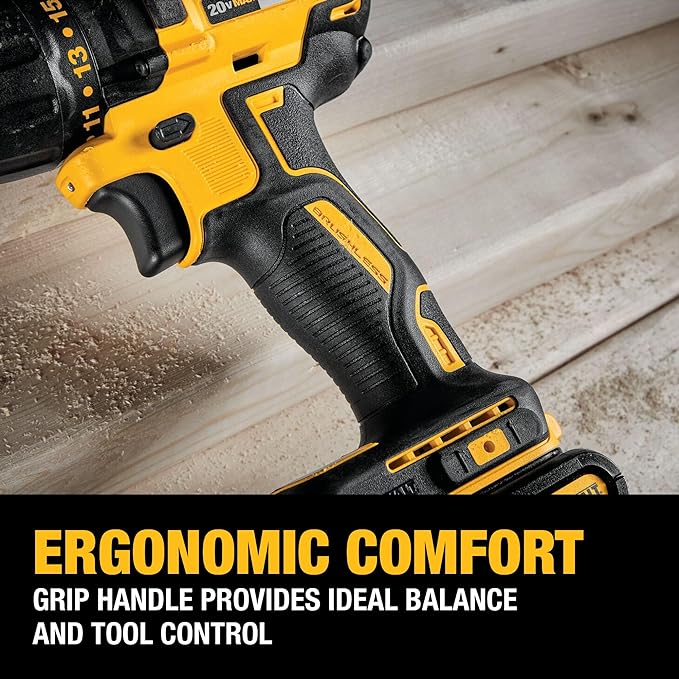 20V MAX
15
13
11
BRUSHLESS
ERGONOMIC COMFORT
GRIP HANDLE PROVIDES IDEAL BALANCE
AND TOOL CONTROL